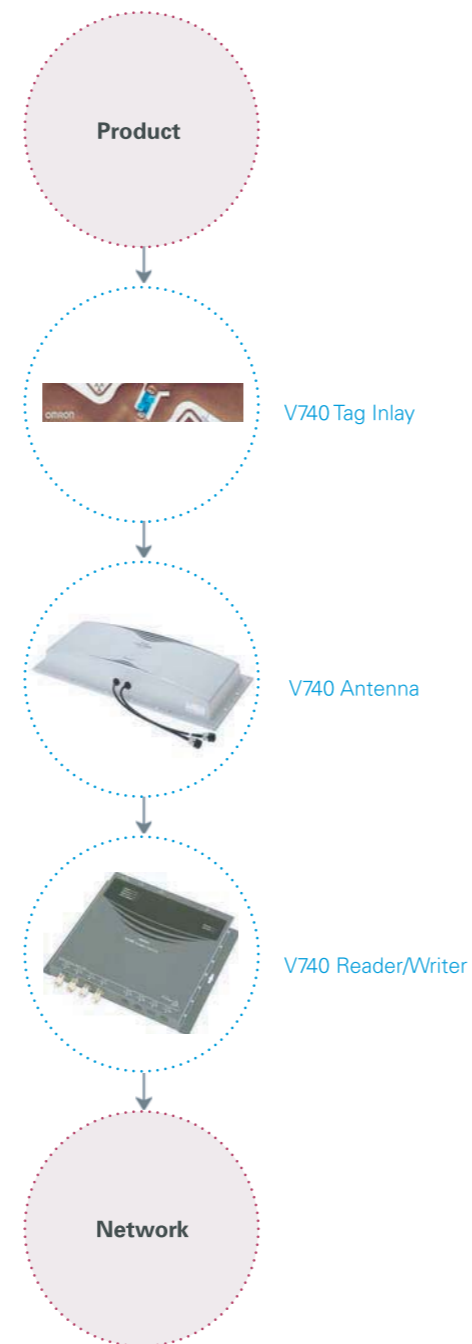 Product
OMRON
V740 Tag Inlay
V740 Antenna
V740 Reader/Writer
Network